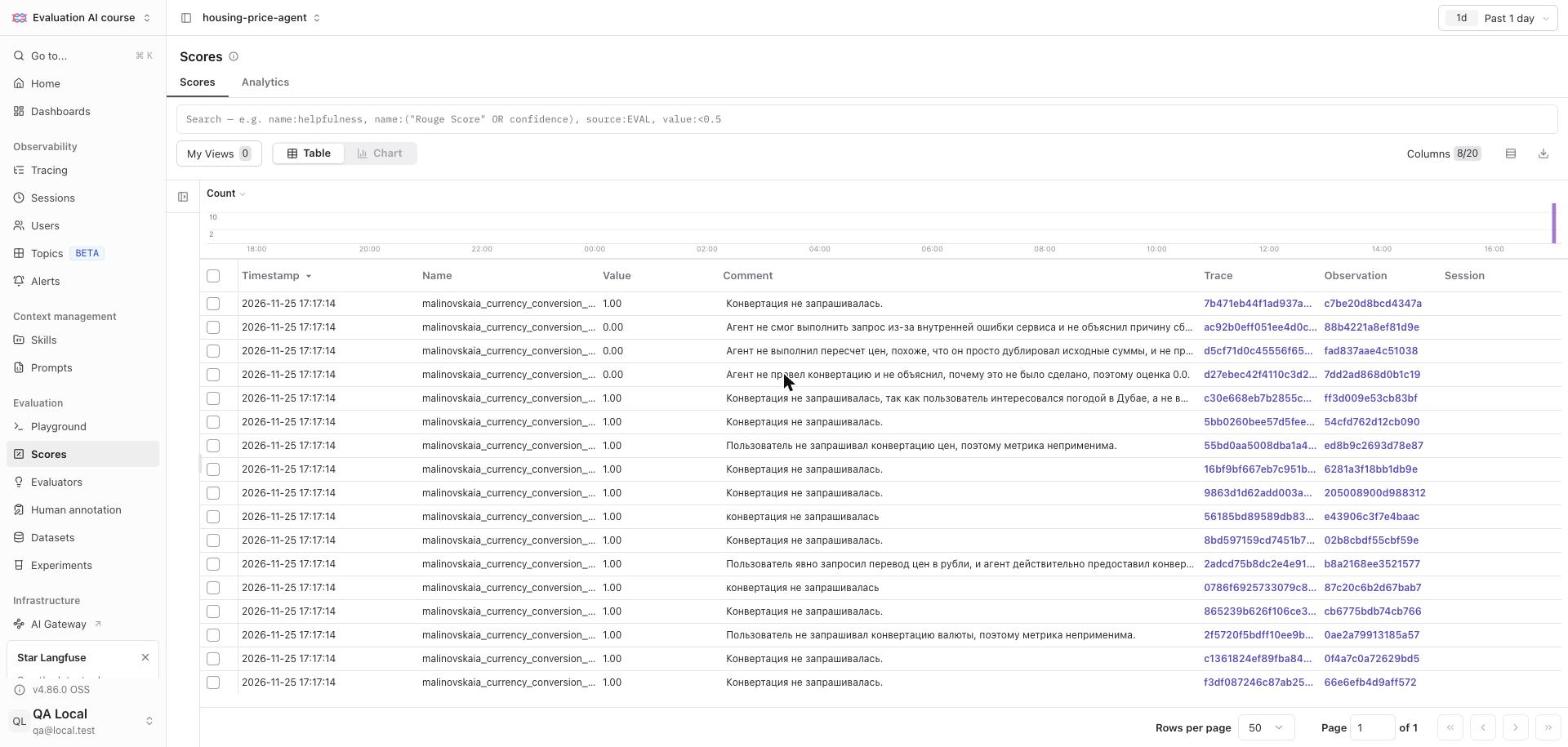 Evaluation AI course
housing-price-agent
1d Past 1 day
Go to... ⌘ K
Home
Dashboards
Observability
Tracing
Sessions
Users
Topics BETA
Alerts
Context management
Skills
Prompts
Evaluation
Playground
Scores
Evaluators
Human annotation
Datasets
Experiments
Infrastructure
AI Gateway
Star Langfuse
v4.86.0 OSS
QL QA Local
qa@local.test
Scores
Scores Analytics
Search — e.g. name:helpfulness, name:("Rouge Score" OR confidence), source:EVAL, value:<0.5
My Views 0 Table Chart Columns 8/20
Count
10
2
18:00 20:00 22:00 00:00 02:00 04:00 06:00 08:00 10:00 12:00 14:00 16:00
Timestamp Name Value Comment Trace Observation Session
2026-11-25 17:17:14 malinovskaia_currency_conversion_... 1.00 Конвертация не запрашивалась. 7b471eb44f1ad937a... c7be20d8bcd4347a
2026-11-25 17:17:14 malinovskaia_currency_conversion_... 0.00 Агент не смог выполнить запрос из-за внутренней ошибки сервиса и не объяснил причину сб... ac92b0eff051ee4d0c... 88b4221a8ef81d9e
2026-11-25 17:17:14 malinovskaia_currency_conversion_... 0.00 Агент не выполнил пересчет цен, похоже, что он просто дублировал исходные суммы, и не пр... d5cf71d0c45556f65... fad837aae4c51038
2026-11-25 17:17:14 malinovskaia_currency_conversion_... 0.00 Агент не провел конвертацию и не объяснил, почему это не было сделано, поэтому оценка 0.0. d27ebec42f4110c3d2... 7dd2ad868d0b1c19
2026-11-25 17:17:14 malinovskaia_currency_conversion_... 1.00 Конвертация не запрашивалась, так как пользователь интересовался погодой в Дубае, а не в... c30e668eb7b2855c... ff3d009e53cb83bf
2026-11-25 17:17:14 malinovskaia_currency_conversion_... 1.00 Конвертация не запрашивалась. 5bb0260bee57d5fee... 54cfd762d12cb090
2026-11-25 17:17:14 malinovskaia_currency_conversion_... 1.00 Пользователь не запрашивал конвертацию цен, поэтому метрика неприменима. 55bd0aa5008dba1a4... ed8b9c2693d78e87
2026-11-25 17:17:14 malinovskaia_currency_conversion_... 1.00 Конвертация не запрашивалась. 16bf9bf667eb7c951b... 6281a3f18bb1db9e
2026-11-25 17:17:14 malinovskaia_currency_conversion_... 1.00 Конвертация не запрашивалась. 9863d1d62add003a... 205008900d988312
2026-11-25 17:17:14 malinovskaia_currency_conversion_... 1.00 конвертация не запрашивалась 56185bd89589db83... e43906c3f7e4baac
2026-11-25 17:17:14 malinovskaia_currency_conversion_... 1.00 Конвертация не запрашивалась. 8bd597159cd7451b7... 02b8cbdf55cbf59e
2026-11-25 17:17:14 malinovskaia_currency_conversion_... 1.00 Пользователь явно запросил перевод цен в рубли, и агент действительно предоставил конвер... 2adcd75b8dc2e4e91... b8a2168ee3521577
2026-11-25 17:17:14 malinovskaia_currency_conversion_... 1.00 конвертация не запрашивалась 0786f6925733079c8... 87c20c6b2d67bab7
2026-11-25 17:17:14 malinovskaia_currency_conversion_... 1.00 Конвертация не запрашивалась. 865239b626f106ce3... cb6775bdb74cb766
2026-11-25 17:17:14 malinovskaia_currency_conversion_... 1.00 Пользователь не запрашивал конвертацию валюты, поэтому метрика неприменима. 2f5720f5bdff10ee9b... 0ae2a79913185a57
2026-11-25 17:17:14 malinovskaia_currency_conversion_... 1.00 Конвертация не запрашивалась. c1361824ef89fba84... 0f4a7c0a72629bd5
2026-11-25 17:17:14 malinovskaia_currency_conversion_... 1.00 Конвертация не запрашивалась. f3df087246c87ab25... 66e6efb4d9aff572
Rows per page 50 Page 1 of 1